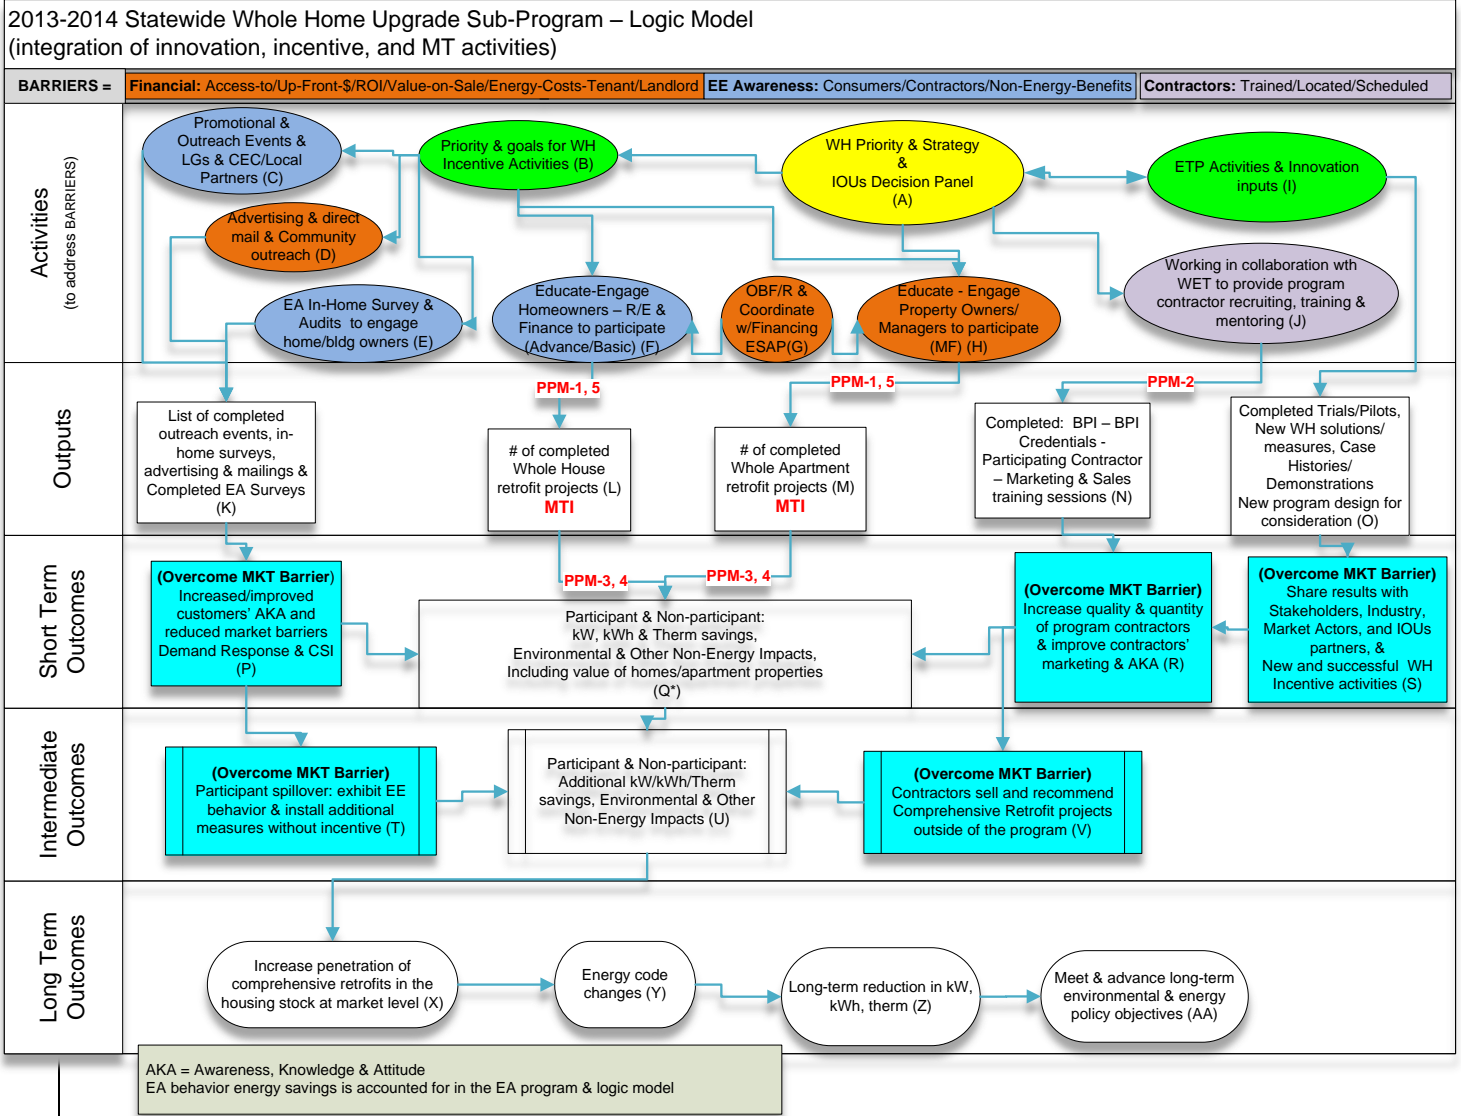 2013-2014 Statewide Whole Home Upgrade Sub-Program – Logic Model
(integration of innovation, incentive, and MT activities)
BARRIERS =
Financial: Access-to/Up-Front-$/ROI/Value-on-Sale/Energy-Costs-Tenant/Landlord
EE Awareness: Consumers/Contractors/Non-Energy-Benefits
Contractors: Trained/Located/Scheduled
Activities
(to address BARRIERS)
Promotional &
Outreach Events &
LGs & CEC/Local
Partners (C)
Priority & goals for WH
Incentive Activities (B)
WH Priority & Strategy
&
IOUs Decision Panel
(A)
ETP Activities & Innovation
inputs (I)
Advertising & direct
mail & Community
outreach (D)
EA In-Home Survey &
Audits to engage
home/bldg owners (E)
Educate-Engage
Homeowners – R/E &
Finance to participate
(Advance/Basic) (F)
OBF/R &
Coordinate
w/Financing
ESAP(G)
Educate - Engage
Property Owners/
Managers to participate
(MF) (H)
Working in collaboration wth
WET to provide program
contractor recruiting, training &
mentoring (J)
Outputs
PPM-1, 5
PPM-1, 5
PPM-2
List of completed
outreach events, in-
home surveys,
advertising & mailings &
Completed EA Surveys
(K)
# of completed
Whole House
retrofit projects (L)
MTI
# of completed
Whole Apartment
retrofit projects (M)
MTI
Completed: BPI – BPI
Credentials -
Participating Contractor
– Marketing & Sales
training sessions (N)
Completed Trials/Pilots,
New WH solutions/
measures, Case
Histories/
Demonstrations
New program design for
consideration (O)
Short Term
Outcomes
PPM-3, 4
PPM-3, 4
(Overcome MKT Barrier)
Increased/improved
customers' AKA and
reduced market barriers
Demand Response & CSI
(P)
Participant & Non-participant:
kW, kWh & Therm savings,
Environmental & Other Non-Energy Impacts,
Including value of homes/apartment properties
(Q*)
(Overcome MKT Barrier)
Increase quality & quantity
of program contractors
& improve contractors'
marketing & AKA (R)
(Overcome MKT Barrier)
Share results with
Stakeholders, Industry,
Market Actors, and IOUs
partners, &
New and successful WH
Incentive activities (S)
Intermediate
Outcomes
(Overcome MKT Barrier)
Participant spillover: exhibit EE
behavior & install additional
measures without incentive (T)
Participant & Non-participant:
Additional kW/kWh/Therm
savings, Environmental & Other
Non-Energy Impacts (U)
(Overcome MKT Barrier)
Contractors sell and recommend
Comprehensive Retrofit projects
outside of the program (V)
Long Term
Outcomes
Increase penetration of
comprehensive retrofits in the
housing stock at market level (X)
Energy code
changes (Y)
Long-term reduction in kW,
kWh, therm (Z)
Meet & advance long-term
environmental & energy
policy objectives (AA)
AKA = Awareness, Knowledge & Attitude
EA behavior energy savings is accounted for in the EA program & logic model